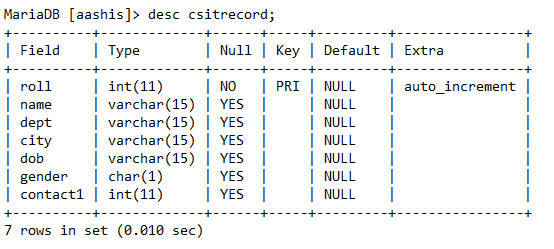 MariaDB [aashis]> desc csitrecord;
+----------+-------------+------+-----+---------+----------------+
| Field    | Type        | Null | Key | Default | Extra          |
+----------+-------------+------+-----+---------+----------------+
| roll     | int(11)     | NO   | PRI | NULL    | auto_increment |
| name     | varchar(15) | YES  |     | NULL    |                |
| dept     | varchar(15) | YES  |     | NULL    |                |
| city     | varchar(15) | YES  |     | NULL    |                |
| dob      | varchar(15) | YES  |     | NULL    |                |
| gender   | char(1)     | YES  |     | NULL    |                |
| contact1 | int(11)     | YES  |     | NULL    |                |
+----------+-------------+------+-----+---------+----------------+
7 rows in set (0.010 sec)